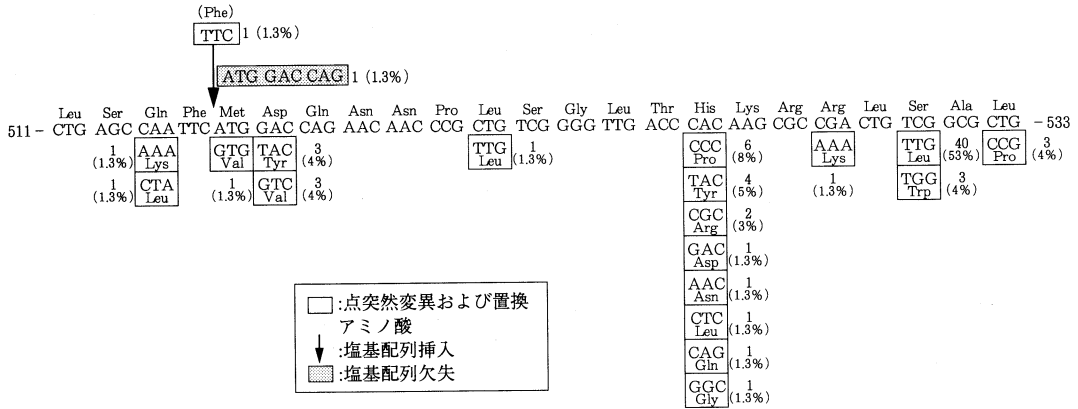 (Phe)
TTC 1 (1.3%)
ATG GAC CAG 1 (1.3%)
Leu Ser Gln Phe Met Asp Gln Asn Asn Pro Leu Ser Gly Leu Thr His Lys Arg Arg Leu Ser Ala Leu
511- CTG AGC CAA TTC ATG GAC CAG AAC AAC CCG CTG TCG GGG TTG ACC CAC AAG CGC CGA CTG TCG GCG CTG -533
1 (1.3%) AAA Lys
1 (1.3%) CTA Leu
GTG Val 1 (1.3%)
TAC Tyr 3 (4%)
GTC Val 3 (4%)
TTG Leu 1 (1.3%)
CCC Pro 6 (8%)
TAC Tyr 4 (5%)
CGC Arg 2 (3%)
GAC Asp 1 (1.3%)
AAC Asn 1 (1.3%)
CTC Leu 1 (1.3%)
CAG Gln 1 (1.3%)
GGC Gly 1 (1.3%)
AAA Lys 1 (1.3%)
TTG Leu 40 (53%)
TGG Trp 3 (4%)
CCG Pro 3 (4%)
:点突然変異および置換
アミノ酸
:塩基配列挿入
:塩基配列欠失